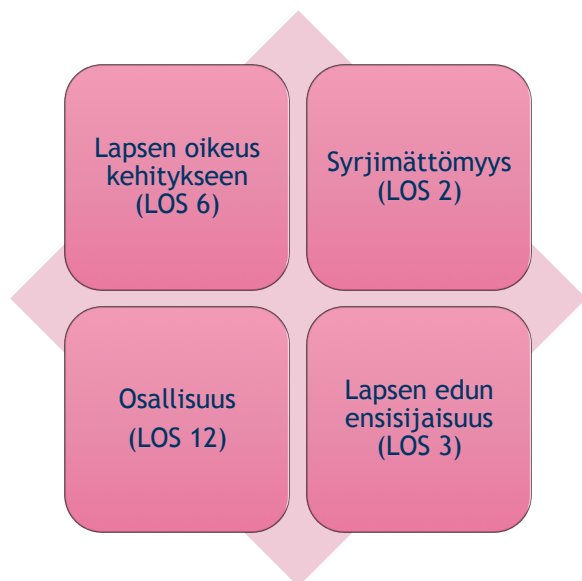 Lapsen oikeus
kehitykseen
(LOS 6)
Syrjimättömyys
(LOS 2)
Osallisuus
(LOS 12)
Lapsen edun
ensisijaisuus
(LOS 3)